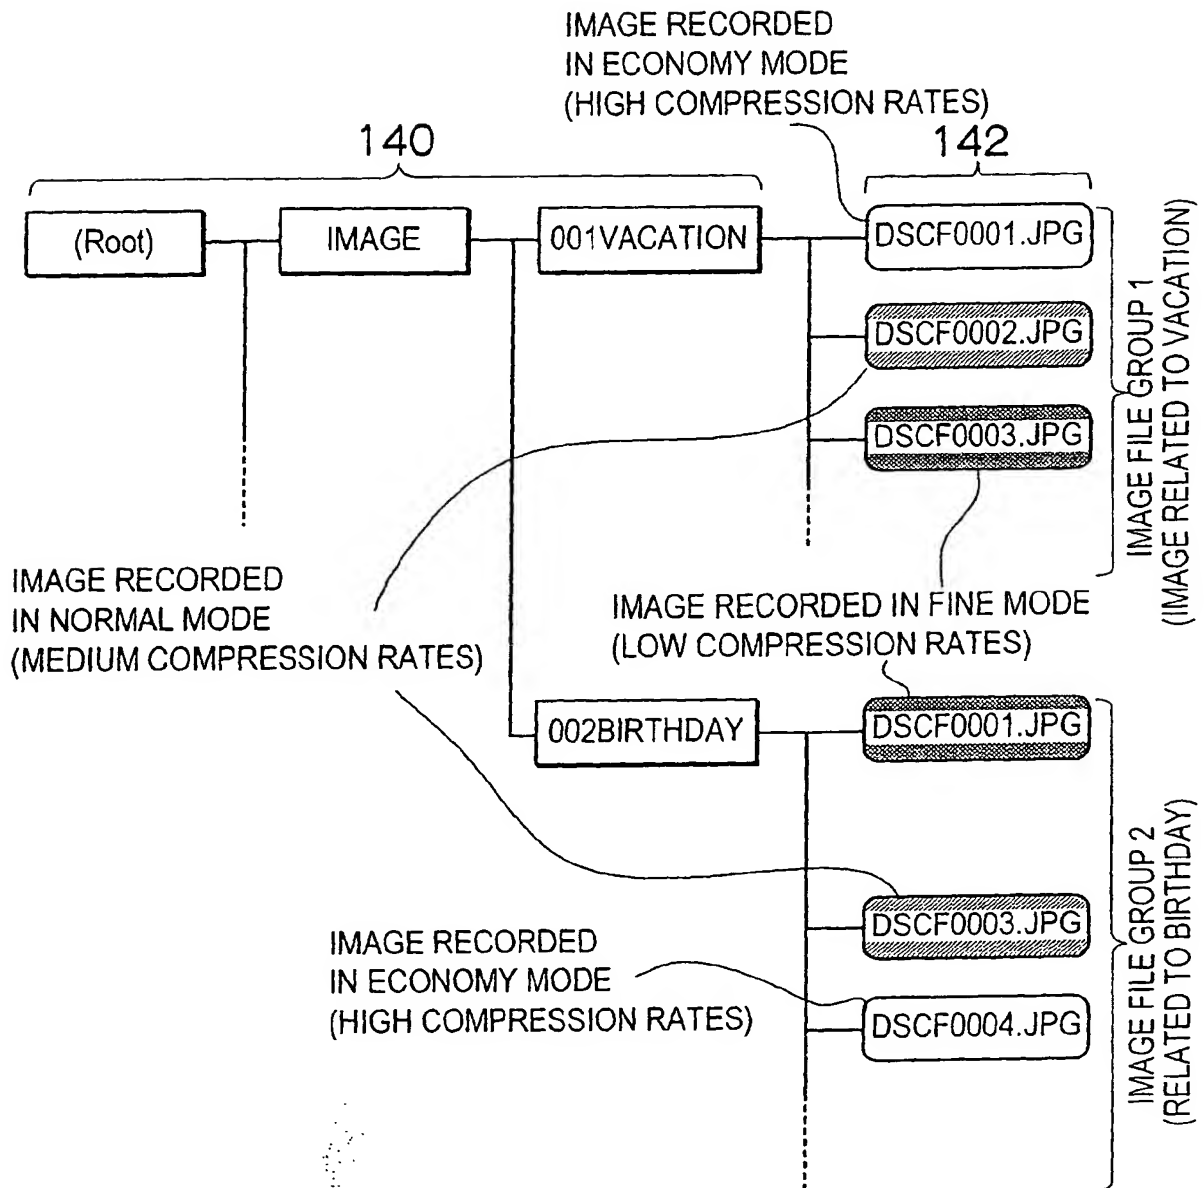 IMAGE RECORDED
IN ECONOMY MODE
(HIGH COMPRESSION RATES)
140
142
(Root)
IMAGE
001VACATION
DSCF0001.JPG
DSCF0002.JPG
DSCF0003.JPG
IMAGE FILE GROUP 1
(IMAGE RELATED TO VACATION)
IMAGE RECORDED
IN NORMAL MODE
(MEDIUM COMPRESSION RATES)
IMAGE RECORDED IN FINE MODE
(LOW COMPRESSION RATES)
002BIRTHDAY
DSCF0001.JPG
DSCF0003.JPG
DSCF0004.JPG
IMAGE RECORDED
IN ECONOMY MODE
(HIGH COMPRESSION RATES)
IMAGE FILE GROUP 2
(RELATED TO BIRTHDAY)